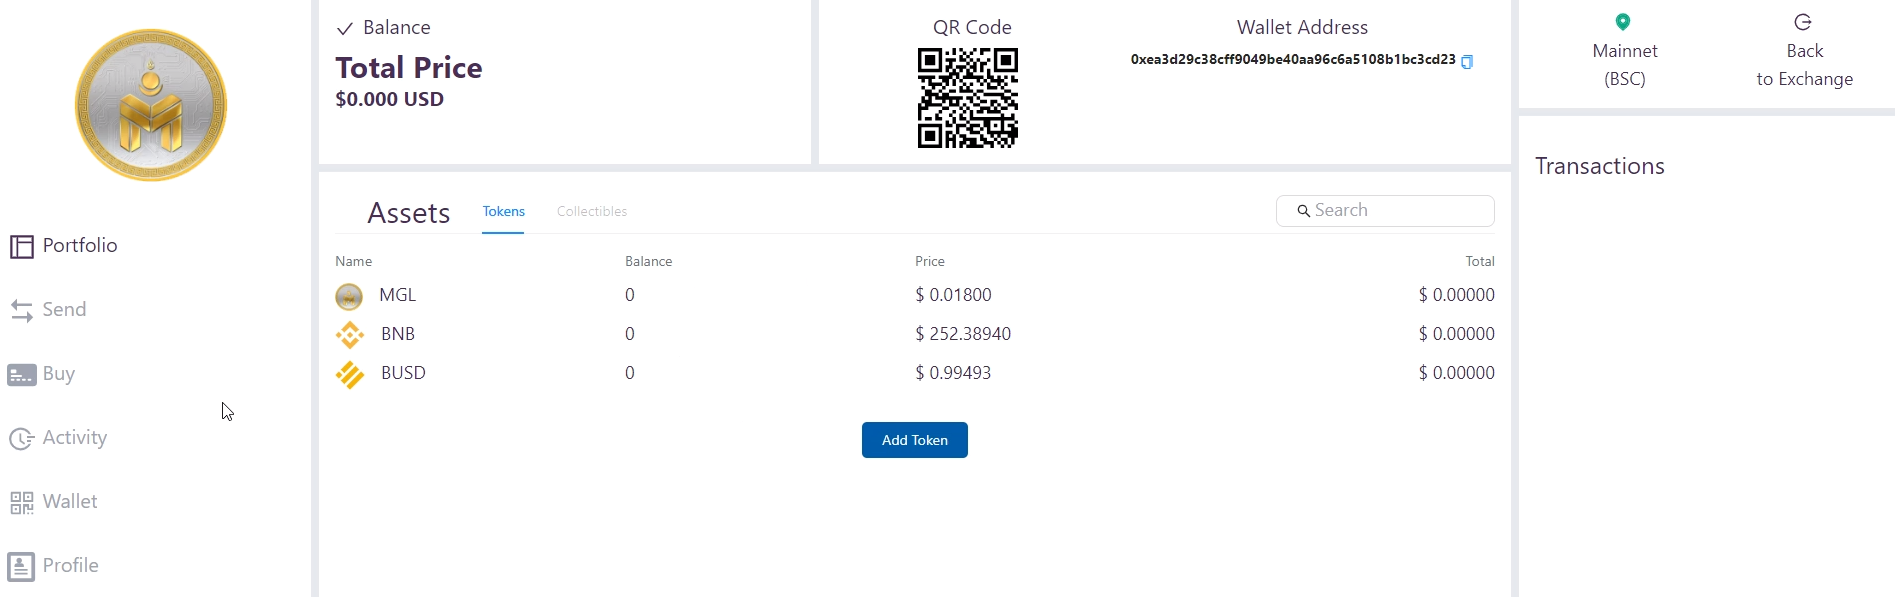 Portfolio
Send
Buy
Activity
Wallet
Profile
Balance
Total Price
$0.000 USD
QR Code
Wallet Address
0xea3d29c38cff9049be40aa96c6a5108b1bc3cd23
Mainnet
(BSC)
Back
to Exchange
Assets Tokens Collectibles Search
Name Balance Price Total
MGL 0 $ 0.01800 $ 0.00000
BNB 0 $ 252.38940 $ 0.00000
BUSD 0 $ 0.99493 $ 0.00000
Add Token
Transactions